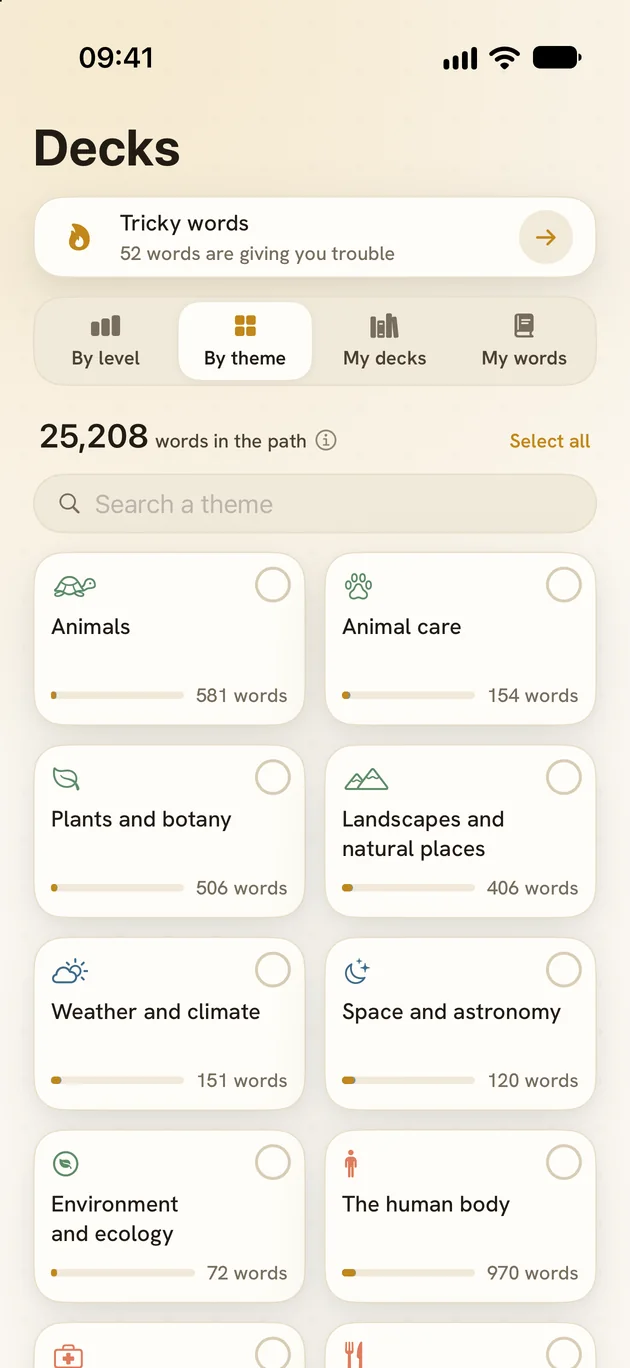 09:41
Decks
Tricky words
52 words are giving you trouble
By level
By theme
My decks
My words
25,208 words in the path
Select all
Search a theme
Animals
581 words
Animal care
154 words
Plants and botany
506 words
Landscapes and
natural places
406 words
Weather and climate
151 words
Space and astronomy
120 words
Environment
and ecology
72 words
The human body
970 words